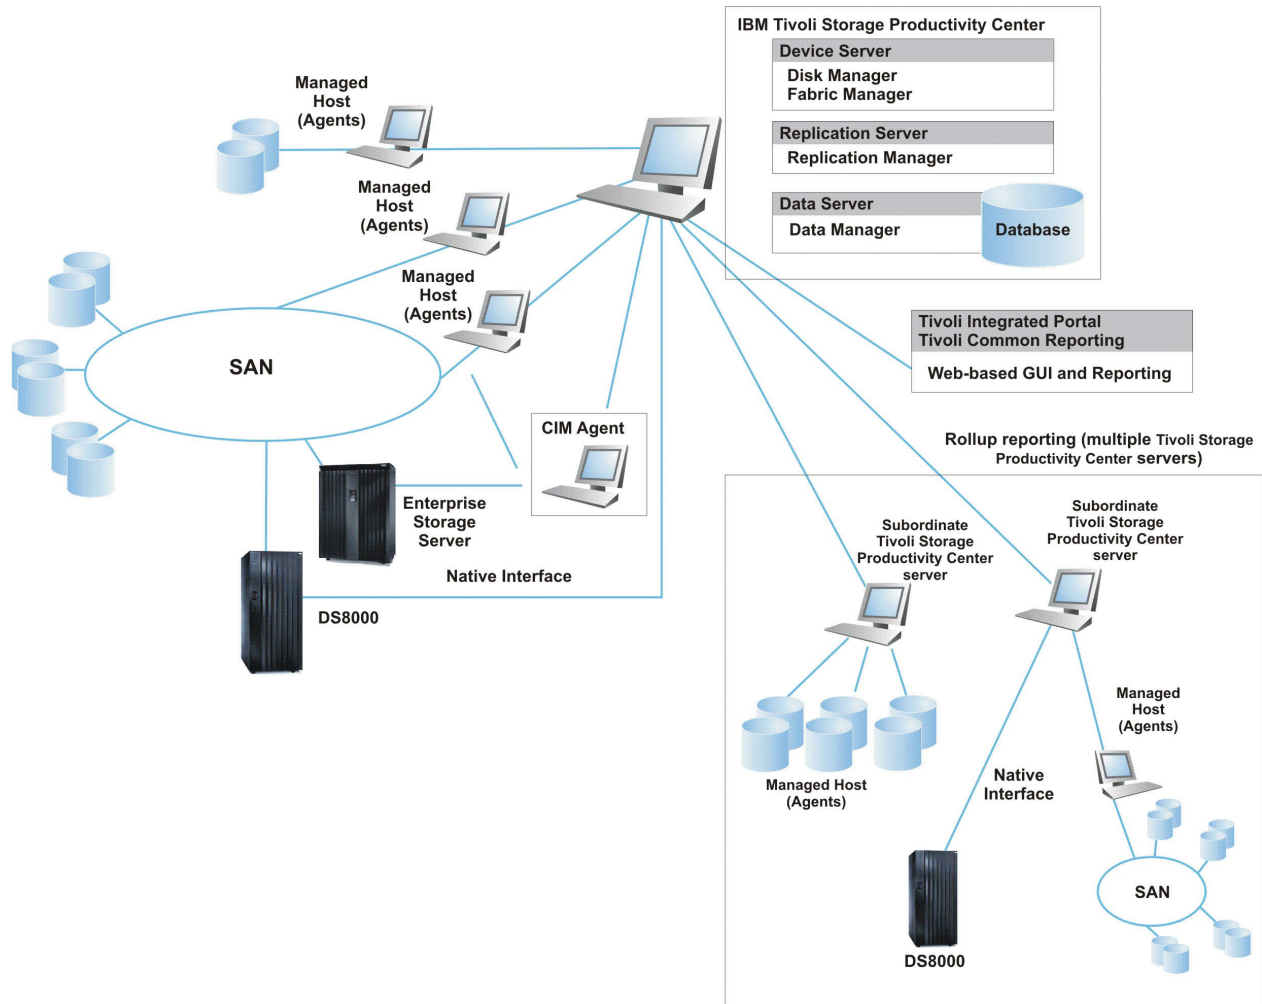 IBM Tivoli Storage Productivity Center
Device Server
Disk Manager
Fabric Manager
Replication Server
Replication Manager
Data Server
Data Manager
Database
Managed
Host
(Agents)
Managed
Host
(Agents)
Managed
Host
(Agents)
SAN
Tivoli Integrated Portal
Tivoli Common Reporting
Web-based GUI and Reporting
CIM Agent
Enterprise
Storage
Server
Native Interface
DS8000
Rollup reporting (multiple Tivoli Storage
Productivity Center servers)
Subordinate
Tivoli Storage
Productivity Center
server
Subordinate
Tivoli Storage
Productivity Center
server
Managed Host
(Agents)
Managed
Host
(Agents)
Native
Interface
SAN
DS8000